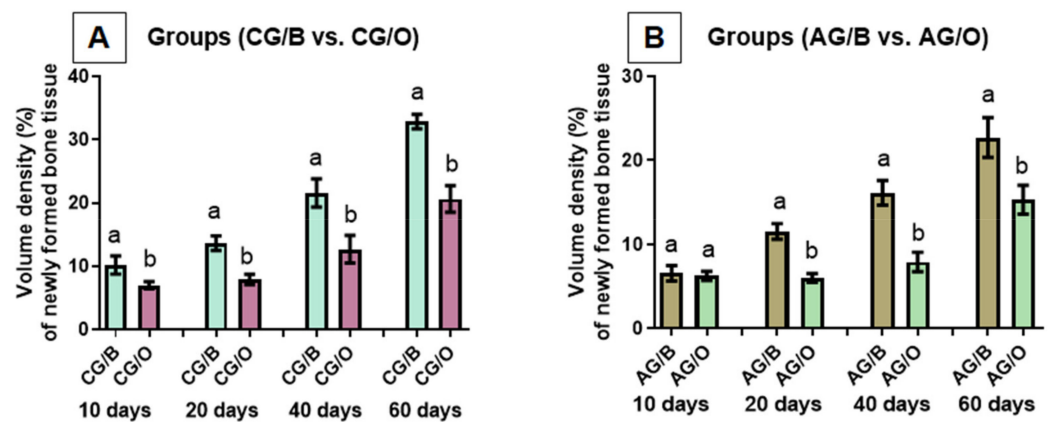 A
Groups (CG/B vs. CG/O)
Volume density (%)
of newly formed bone tissue
40
30
20
10
0
a
b
a
b
a
b
a
b
CG/B
CG/O
CG/B
CG/O
CG/B
CG/O
CG/B
CG/O
10 days
20 days
40 days
60 days
B
Groups (AG/B vs. AG/O)
Volume density (%)
of newly formed bone tissue
30
20
10
0
a
a
a
b
a
b
a
b
AG/B
AG/O
AG/B
AG/O
AG/B
AG/O
AG/B
AG/O
10 days
20 days
40 days
60 days